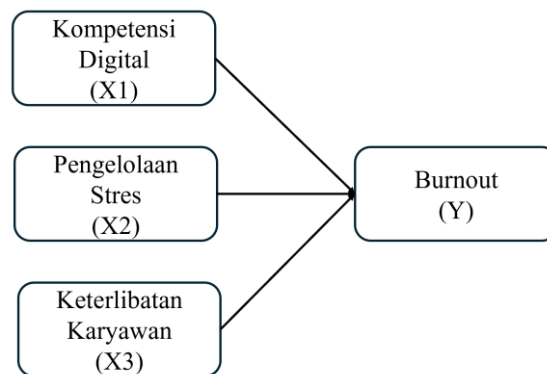 Kompetensi
Digital
(X1)
Pengelolaan
Stres
(X2)
Keterlibatan
Karyawan
(X3)
Burnout
(Y)